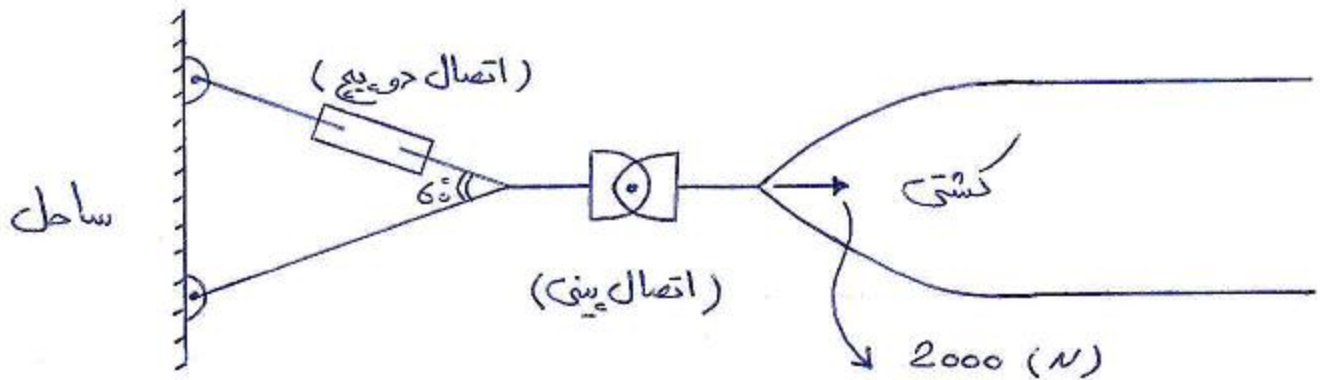 (اتصال دو پیچ)
60°
ساحل
کشتی
(اتصال پینی)
2000 (N)